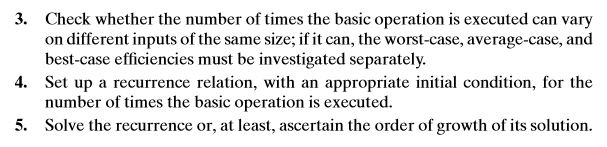 3. Check whether the number of times the basic operation is executed can vary
on different inputs of the same size; if it can, the worst-case, average-case, and
best-case efficiencies must be investigated separately.
4. Set up a recurrence relation, with an appropriate initial condition, for the
number of times the basic operation is executed.
5. Solve the recurrence or, at least, ascertain the order of growth of its solution.